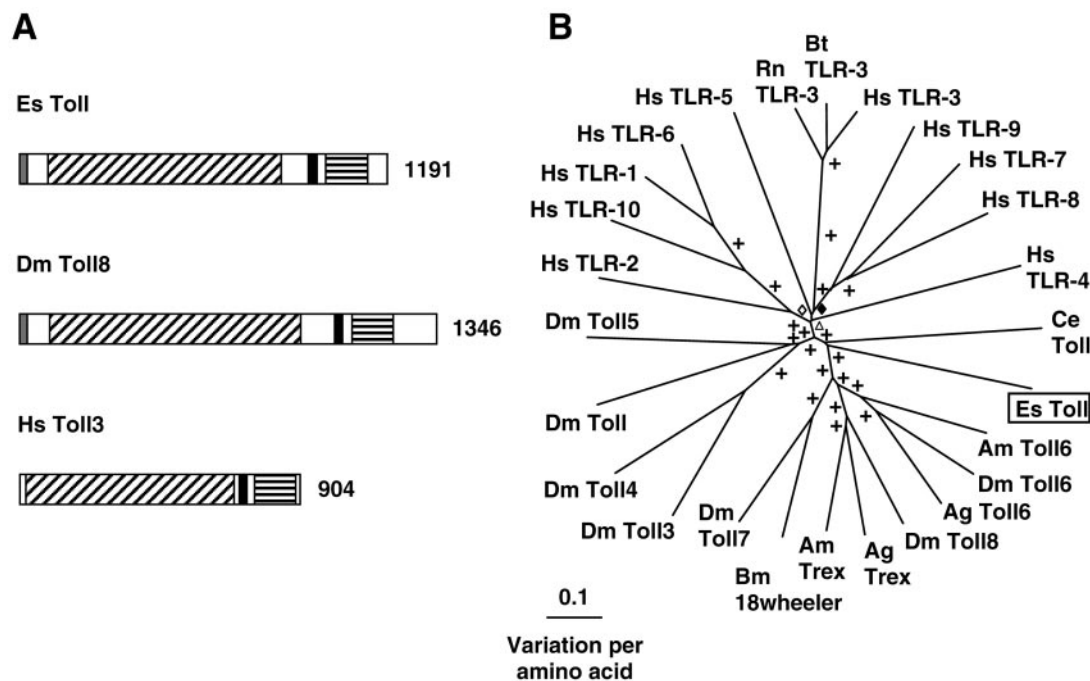 A
Es Toll
1191
Dm Toll8
1346
Hs Toll3
904
B
Bt
TLR-3
Rn
TLR-3
Hs TLR-3
Hs TLR-5
Hs TLR-9
Hs TLR-6
Hs TLR-7
Hs TLR-1
Hs TLR-8
Hs TLR-10
Hs
TLR-4
Hs TLR-2
Ce
Toll
Dm Toll5
Es Toll
Dm Toll
Am Toll6
Dm Toll4
Dm Toll6
Ag Toll6
Dm Toll3
Dm
Toll7
Dm Toll8
Am
Trex
Ag
Trex
Bm
18wheeler
0.1
Variation per
amino acid